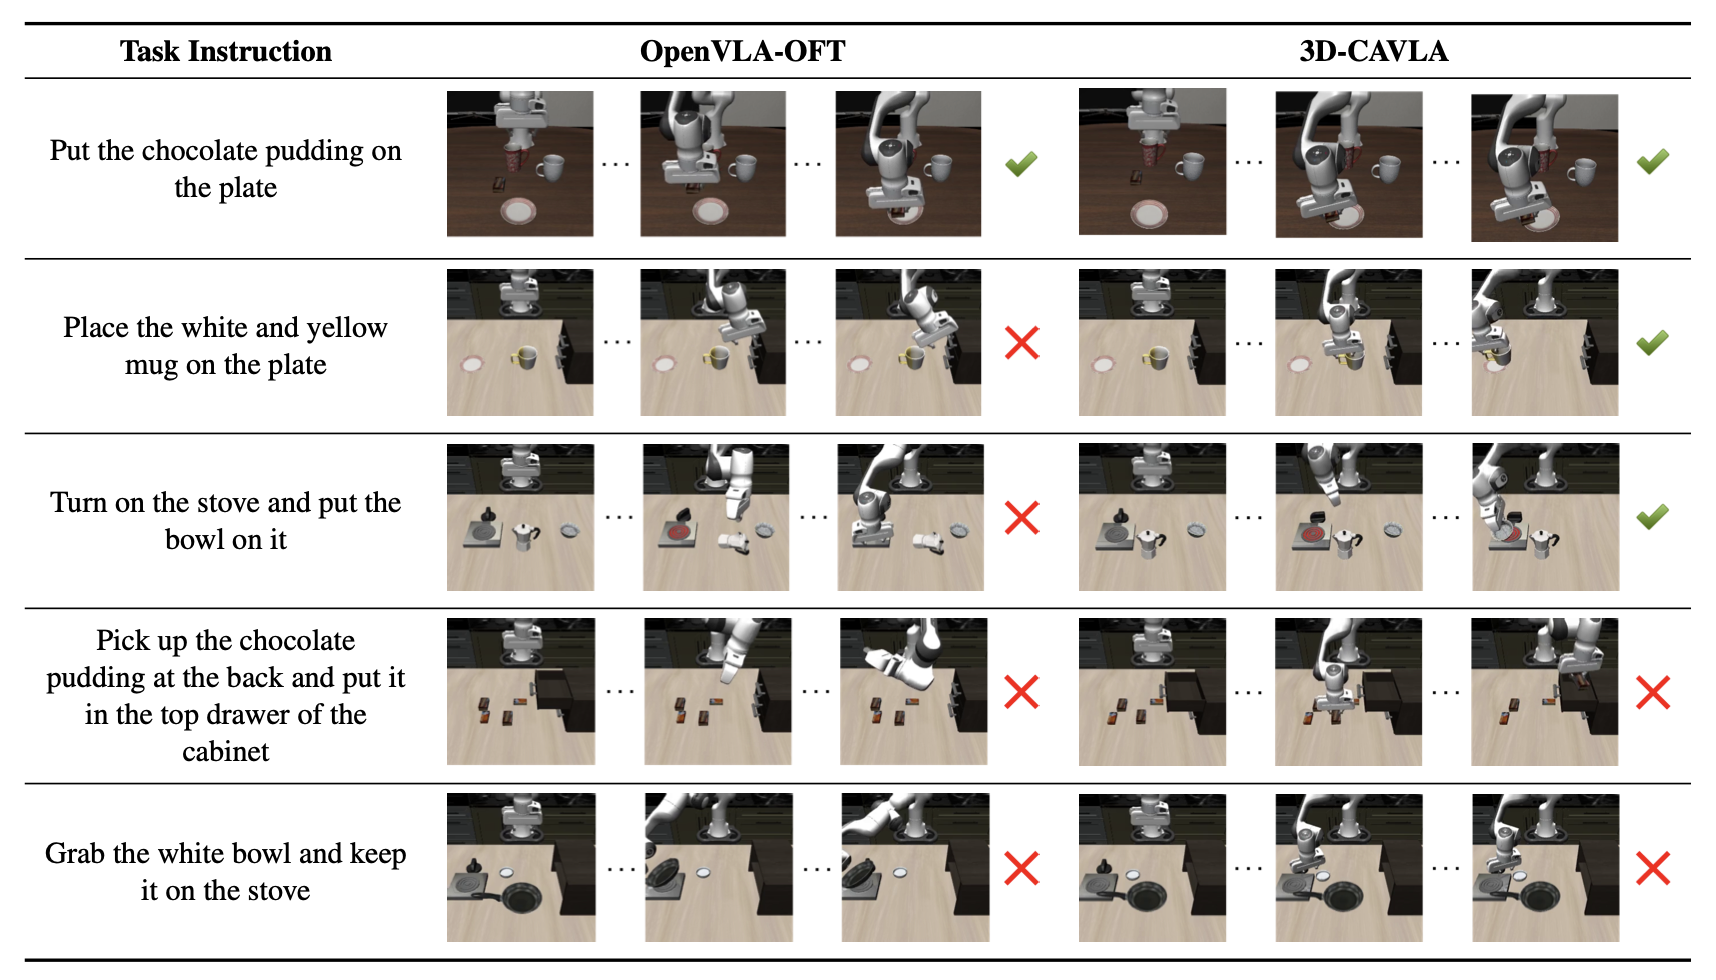 Task Instruction OpenVLA-OFT 3D-CAVLA
Put the chocolate pudding on
the plate
Place the white and yellow
mug on the plate
Turn on the stove and put the
bowl on it
Pick up the chocolate
pudding at the back and put it
in the top drawer of the
cabinet
Grab the white bowl and keep
it on the stove